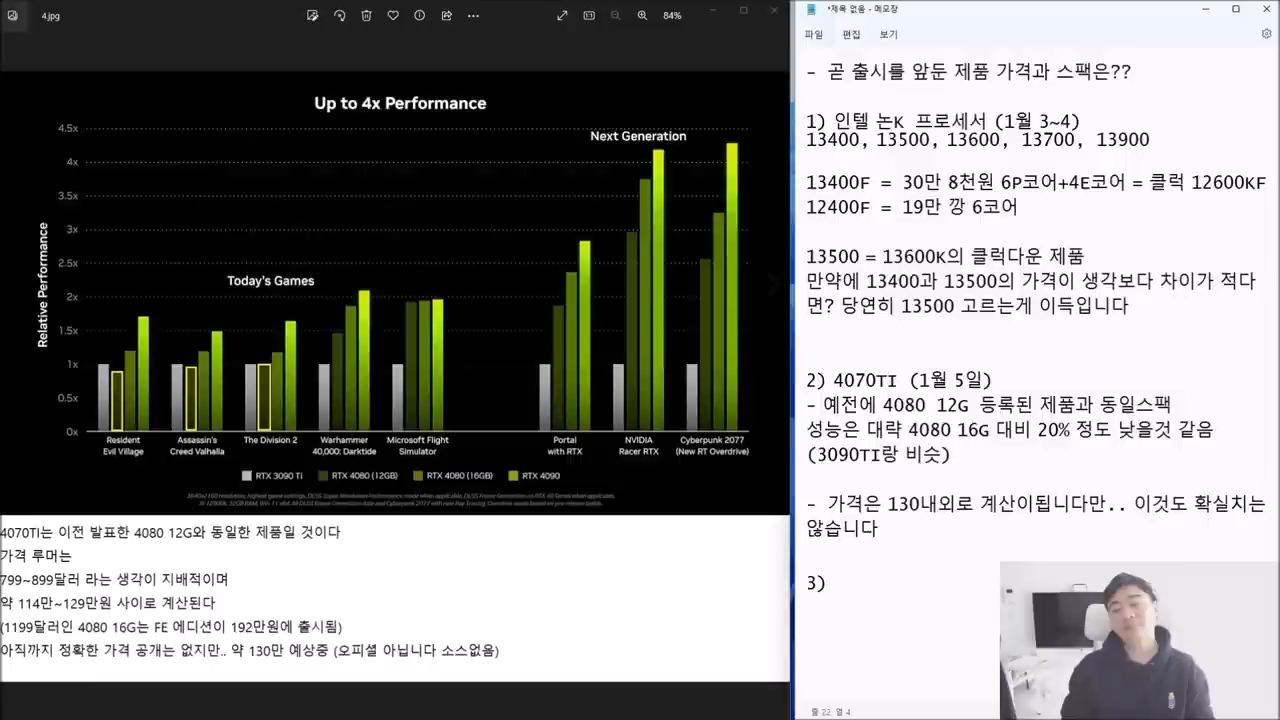 4.jpg
84%
Up to 4x Performance
Next Generation
Today's Games
Relative Performance
4.5x
4x
3.5x
3x
2.5x
2x
1.5x
1x
0.5x
0x
Resident
Evil Village
Assassin's
Creed Valhalla
The Division 2
Warhammer
40,000: Darktide
Microsoft Flight
Simulator
Portal
with RTX
NVIDIA
Racer RTX
Cyberpunk 2077
(New RT Overdrive)
RTX 3090 Ti
RTX 4080 (12GB)
RTX 4080 (16GB)
RTX 4090
4070TI는 이전 발표한 4080 12G와 동일한 제품일 것이다
가격 루머는
799~899달러 라는 생각이 지배적이며
약 114만~129만원 사이로 계산된다
(1199달러인 4080 16G는 FE 에디션이 192만원에 출시됨)
아직까지 정확한 가격 공개는 없지만.. 약 130만 예상중 (오피셜 아닙니다 소스없음)
*제목 없음 - 메모장
파일 편집 보기
- 곧 출시를 앞둔 제품 가격과 스팩은??
1) 인텔 논K 프로세서 (1월 3~4)
13400, 13500, 13600, 13700, 13900
13400F = 30만 8천원 6P코어+4E코어 = 클럭 12600KF
12400F = 19만 깡 6코어
13500 = 13600K의 클럭다운 제품
만약에 13400과 13500의 가격이 생각보다 차이가 적다
면? 당연히 13500 고르는게 이득입니다
2) 4070TI (1월 5일)
- 예전에 4080 12G 등록된 제품과 동일스팩
성능은 대략 4080 16G 대비 20% 정도 낮을것 같음
(3090TI랑 비슷)
- 가격은 130내외로 계산이됩니다만.. 이것도 확실치는
않습니다
3)
줄 22, 열 4